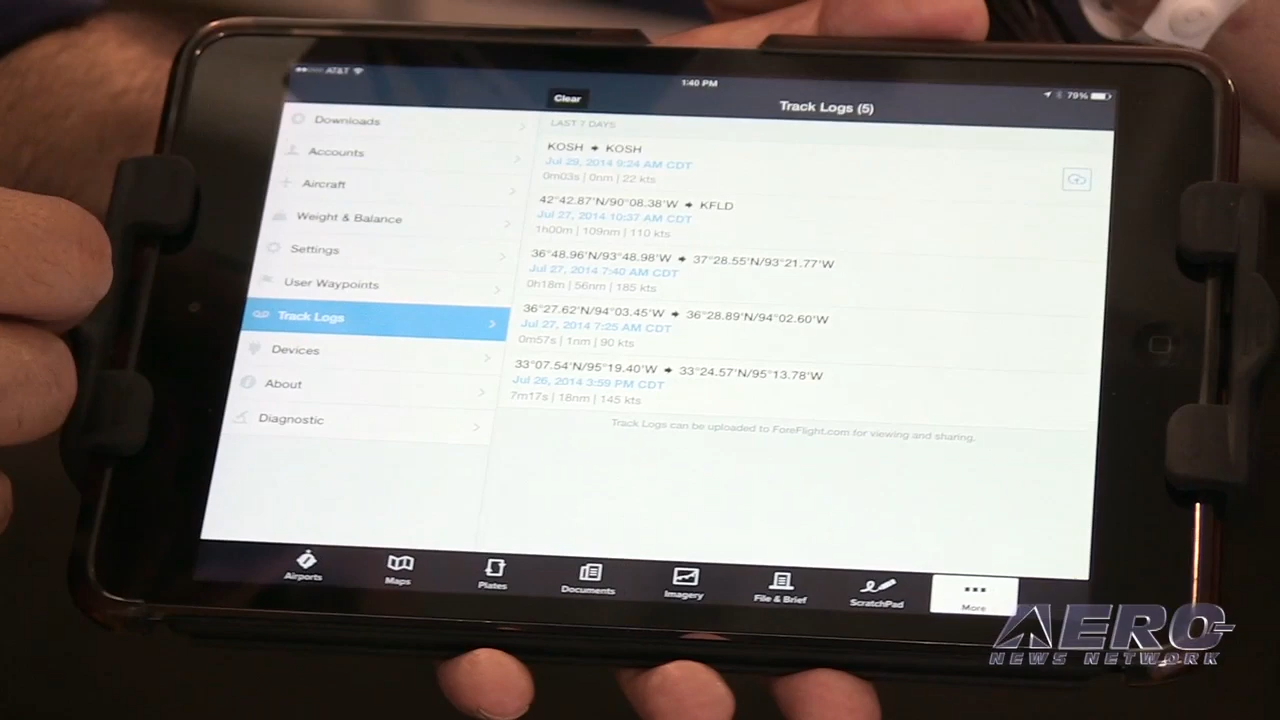 AT&T
1:40 PM
79%
Clear
Track Logs (5)
Downloads
Accounts
Aircraft
Weight & Balance
Settings
User Waypoints
Track Logs
Devices
About
Diagnostic
LAST 7 DAYS
KOSH ➜ KOSH
Jul 29, 2014 9:24 AM CDT
0m03s | 0nm | 22 kts
42°42.87'N/90°08.38'W ➜ KFLD
Jul 27, 2014 10:37 AM CDT
1h00m | 109nm | 110 kts
36°48.96'N/93°48.98'W ➜ 37°28.55'N/93°21.77'W
Jul 27, 2014 7:40 AM CDT
0h18m | 56nm | 185 kts
36°27.62'N/94°03.45'W ➜ 36°28.89'N/94°02.60'W
Jul 27, 2014 7:25 AM CDT
0m57s | 1nm | 90 kts
33°07.54'N/95°19.40'W ➜ 33°24.57'N/95°13.78'W
Jul 26, 2014 3:59 PM CDT
7m17s | 18nm | 145 kts
Track Logs can be uploaded to ForeFlight.com for viewing and sharing.
Airports
Maps
Plates
Documents
Imagery
File & Brief
ScratchPad
More
AERO
NEWS NETWORK